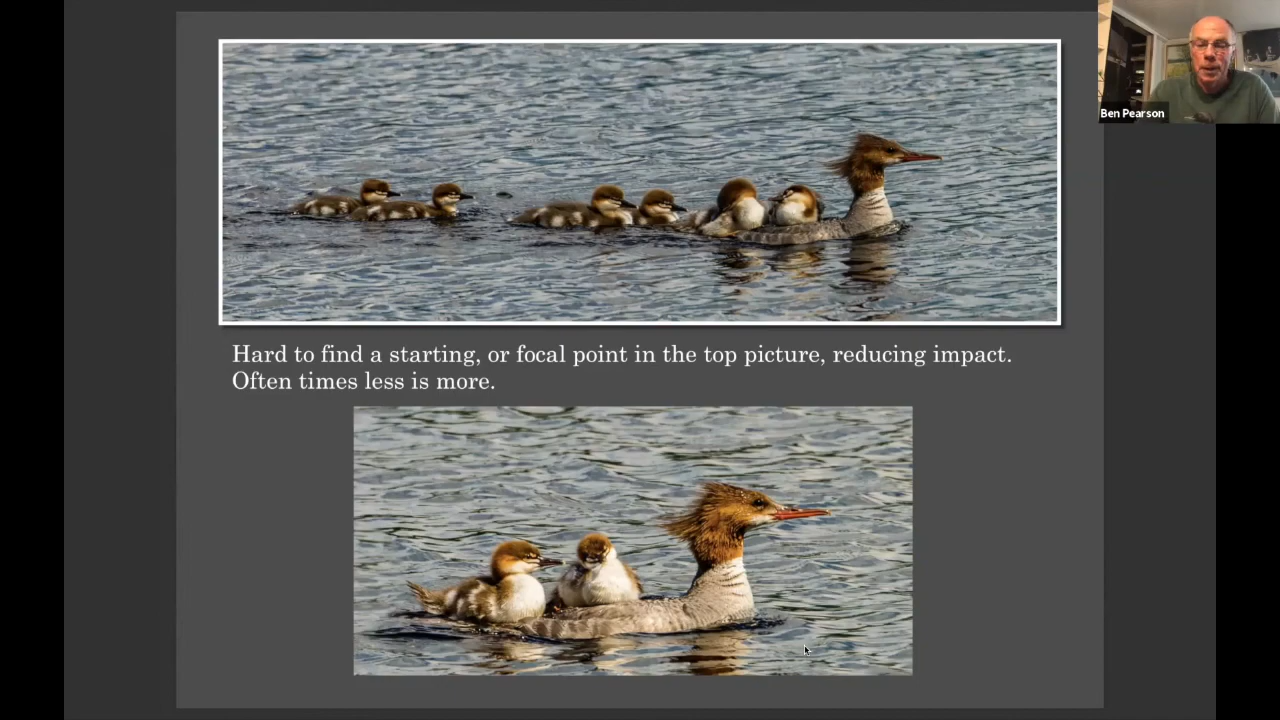 Ben Pearson
Hard to find a starting, or focal point in the top picture, reducing impact.
Often times less is more.